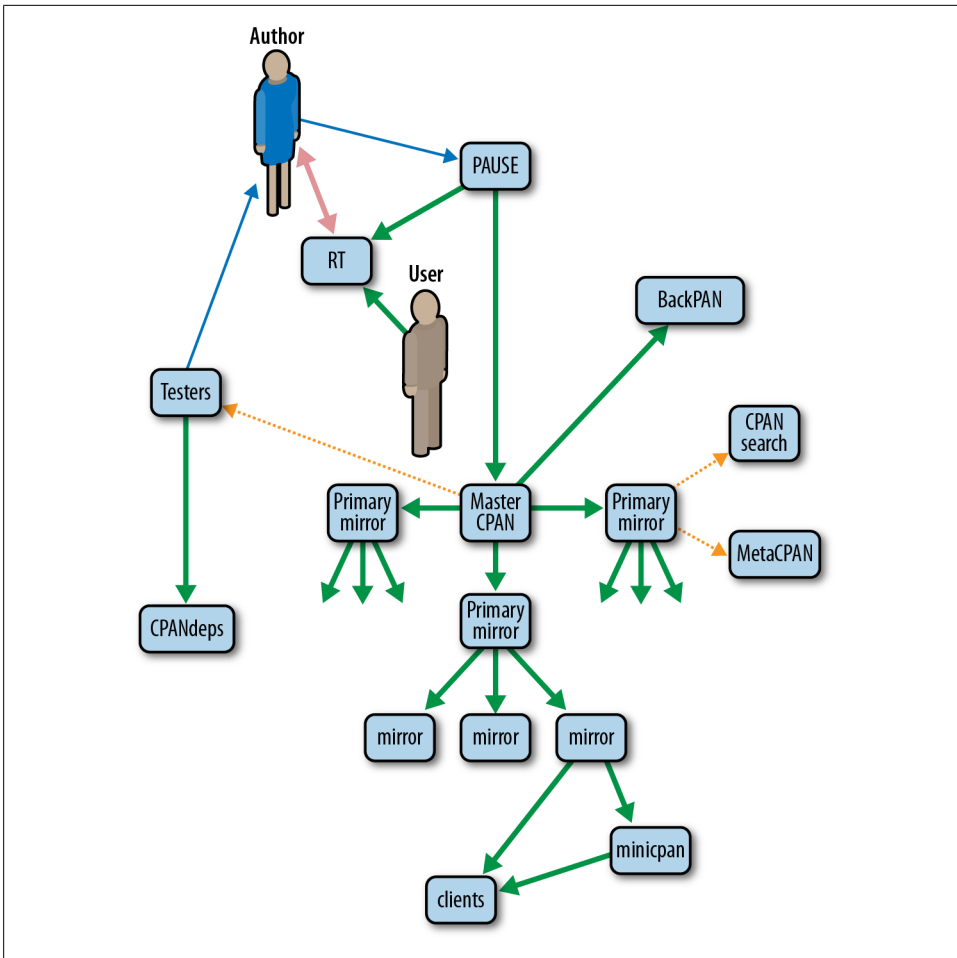 Author
PAUSE
RT
User
BackPAN
Testers
CPAN
search
Primary
mirror
Master
CPAN
Primary
mirror
MetaCPAN
CPANdeps
Primary
mirror
mirror
mirror
mirror
minicpan
clients